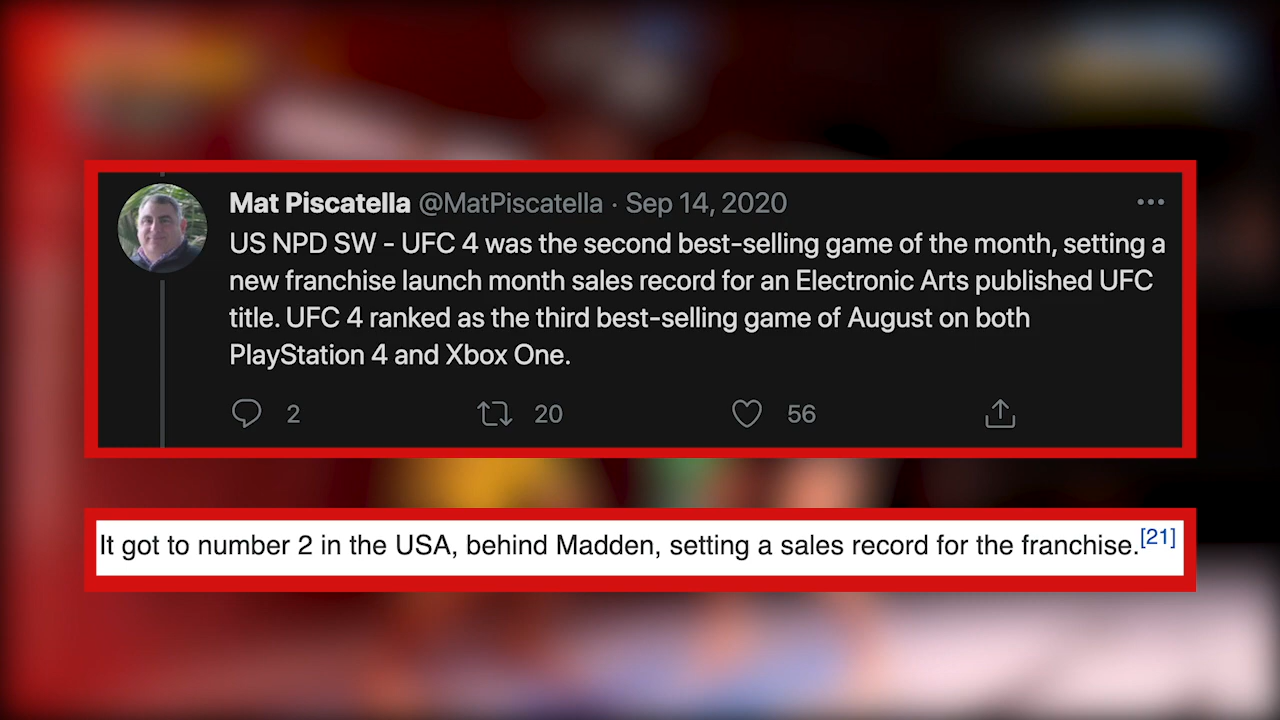 Mat Piscatella @MatPiscatella · Sep 14, 2020
US NPD SW - UFC 4 was the second best-selling game of the month, setting a
new franchise launch month sales record for an Electronic Arts published UFC
title. UFC 4 ranked as the third best-selling game of August on both
PlayStation 4 and Xbox One.
2 20 56
It got to number 2 in the USA, behind Madden, setting a sales record for the franchise.[21]